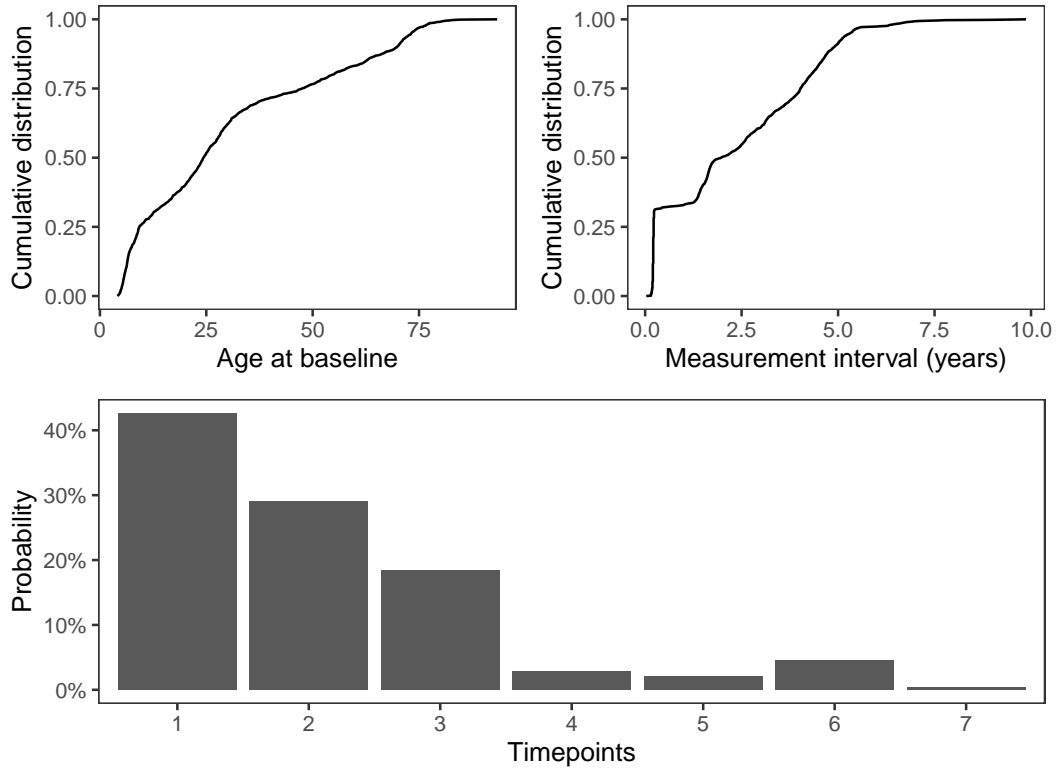 Cumulative distribution
1.00
0.75
0.50
0.25
0.00
0 25 50 75
Age at baseline
Cumulative distribution
1.00
0.75
0.50
0.25
0.00
0.0 2.5 5.0 7.5 10.0
Measurement interval (years)
Probability
40%
30%
20%
10%
0%
1 2 3 4 5 6 7
Timepoints